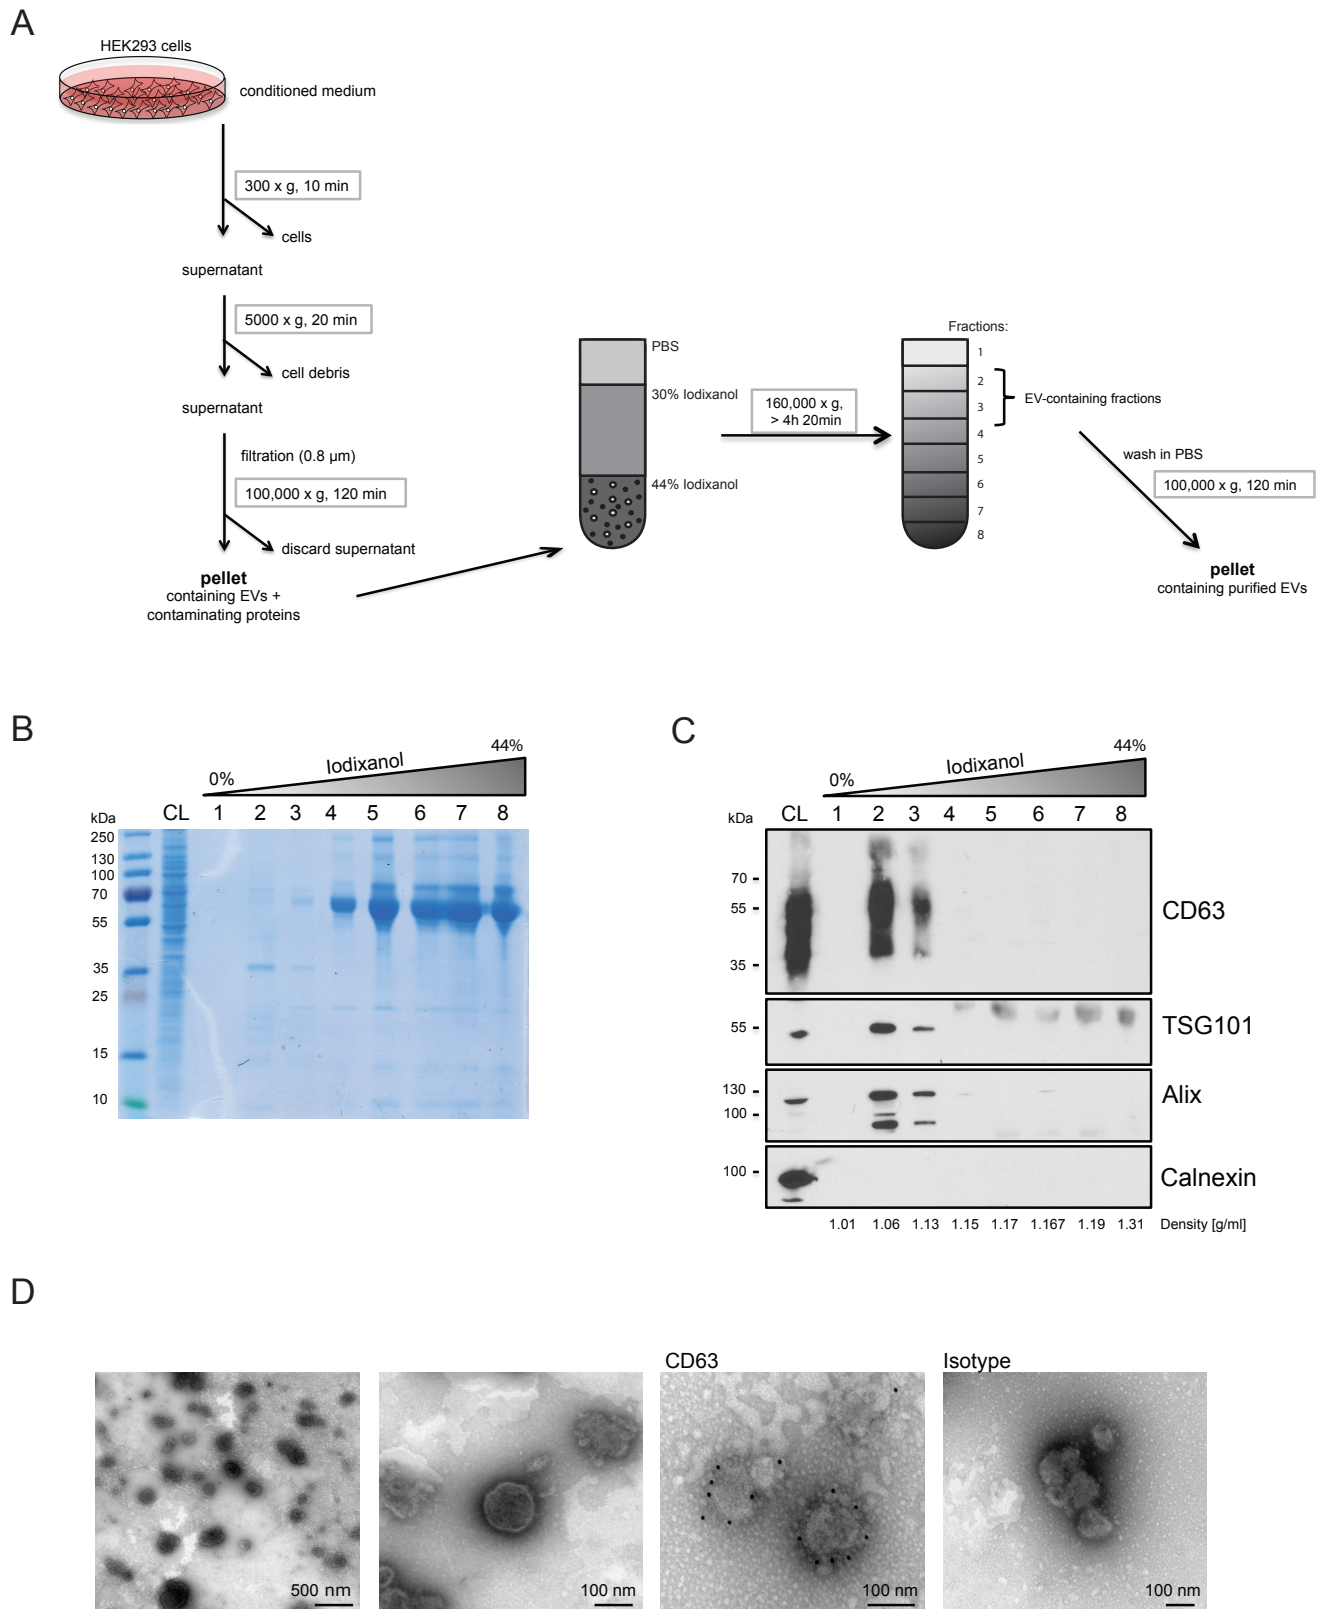 A
HEK293 cells
conditioned medium
300 x g, 10 min
cells
supernatant
5000 x g, 20 min
cell debris
supernatant
filtration (0.8 µm)
100,000 x g, 120 min
discard supernatant
pellet
containing EVs +
contaminating proteins
PBS
30% Iodixanol
44% Iodixanol
160,000 x g,
> 4h 20min
Fractions:
1
2
3
4
5
6
7
8
EV-containing fractions
wash in PBS
100,000 x g, 120 min
pellet
containing purified EVs
B
0% Iodixanol 44%
kDa CL 1 2 3 4 5 6 7 8
250
130
100
70
55
35
25
15
10
C
0% Iodixanol 44%
kDa CL 1 2 3 4 5 6 7 8
70
55
35
CD63
55
TSG101
130
100
Alix
100
Calnexin
1.01 1.06 1.13 1.15 1.17 1.167 1.19 1.31 Density [g/ml]
D
CD63
Isotype
500 nm
100 nm
100 nm
100 nm